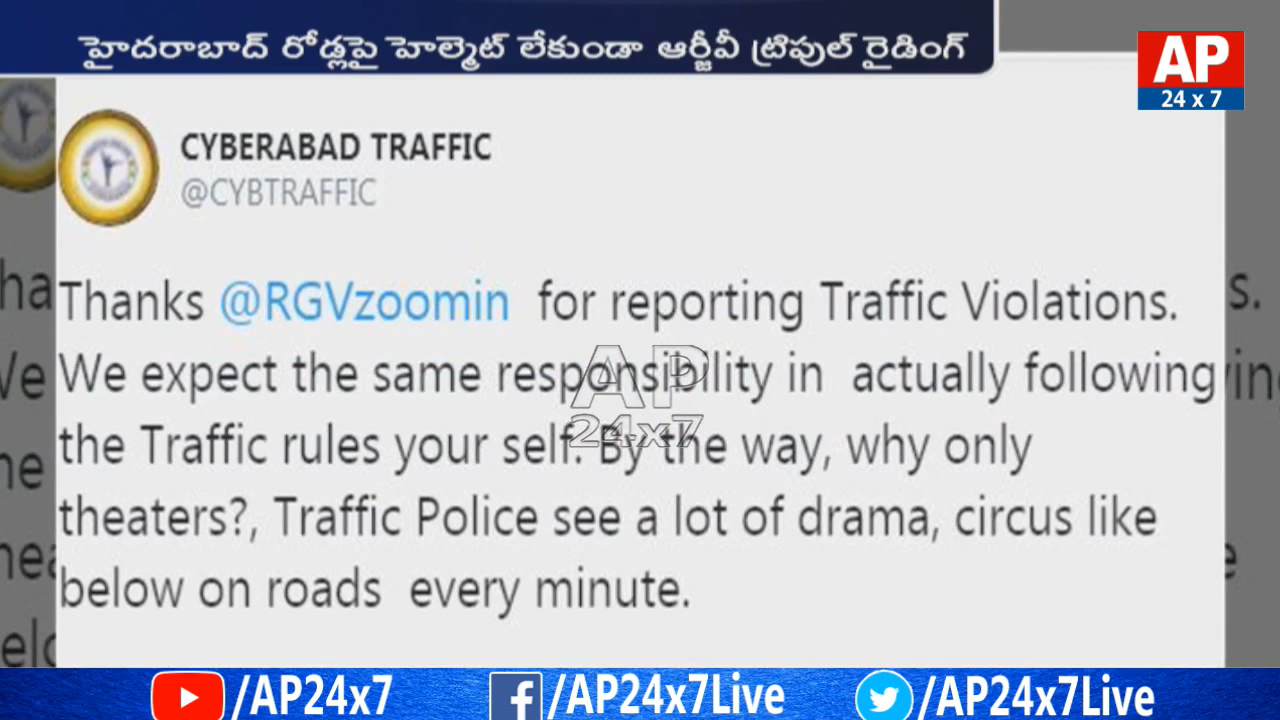 హైదరాబాద్ రోడ్లపై హెల్మెట్ లేకుండా ఆర్జీవీ ట్రిపుల్ రైడింగ్
AP
24 x 7
CYBERABAD TRAFFIC
@CYBTRAFFIC
Thanks @RGVzoomin for reporting Traffic Violations.
We expect the same responsibility in actually following
the Traffic rules your self. By the way, why only
theaters?, Traffic Police see a lot of drama, circus like
below on roads every minute.
AP
24x7
/AP24x7
/AP24x7Live
/AP24x7Live